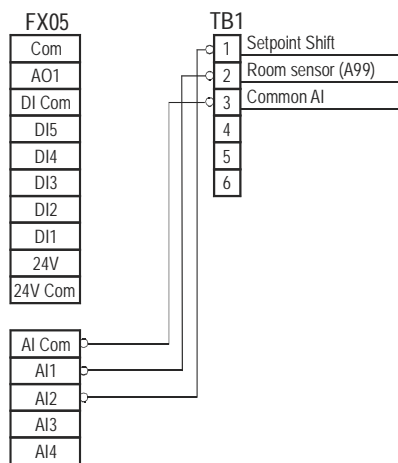 FX05
Com
AO1
DI Com
DI5
DI4
DI3
DI2
DI1
24V
24V Com
AI Com
AI1
AI2
AI3
AI4
TB1
1 Setpoint Shift
2 Room sensor (A99)
3 Common AI
4
5
6